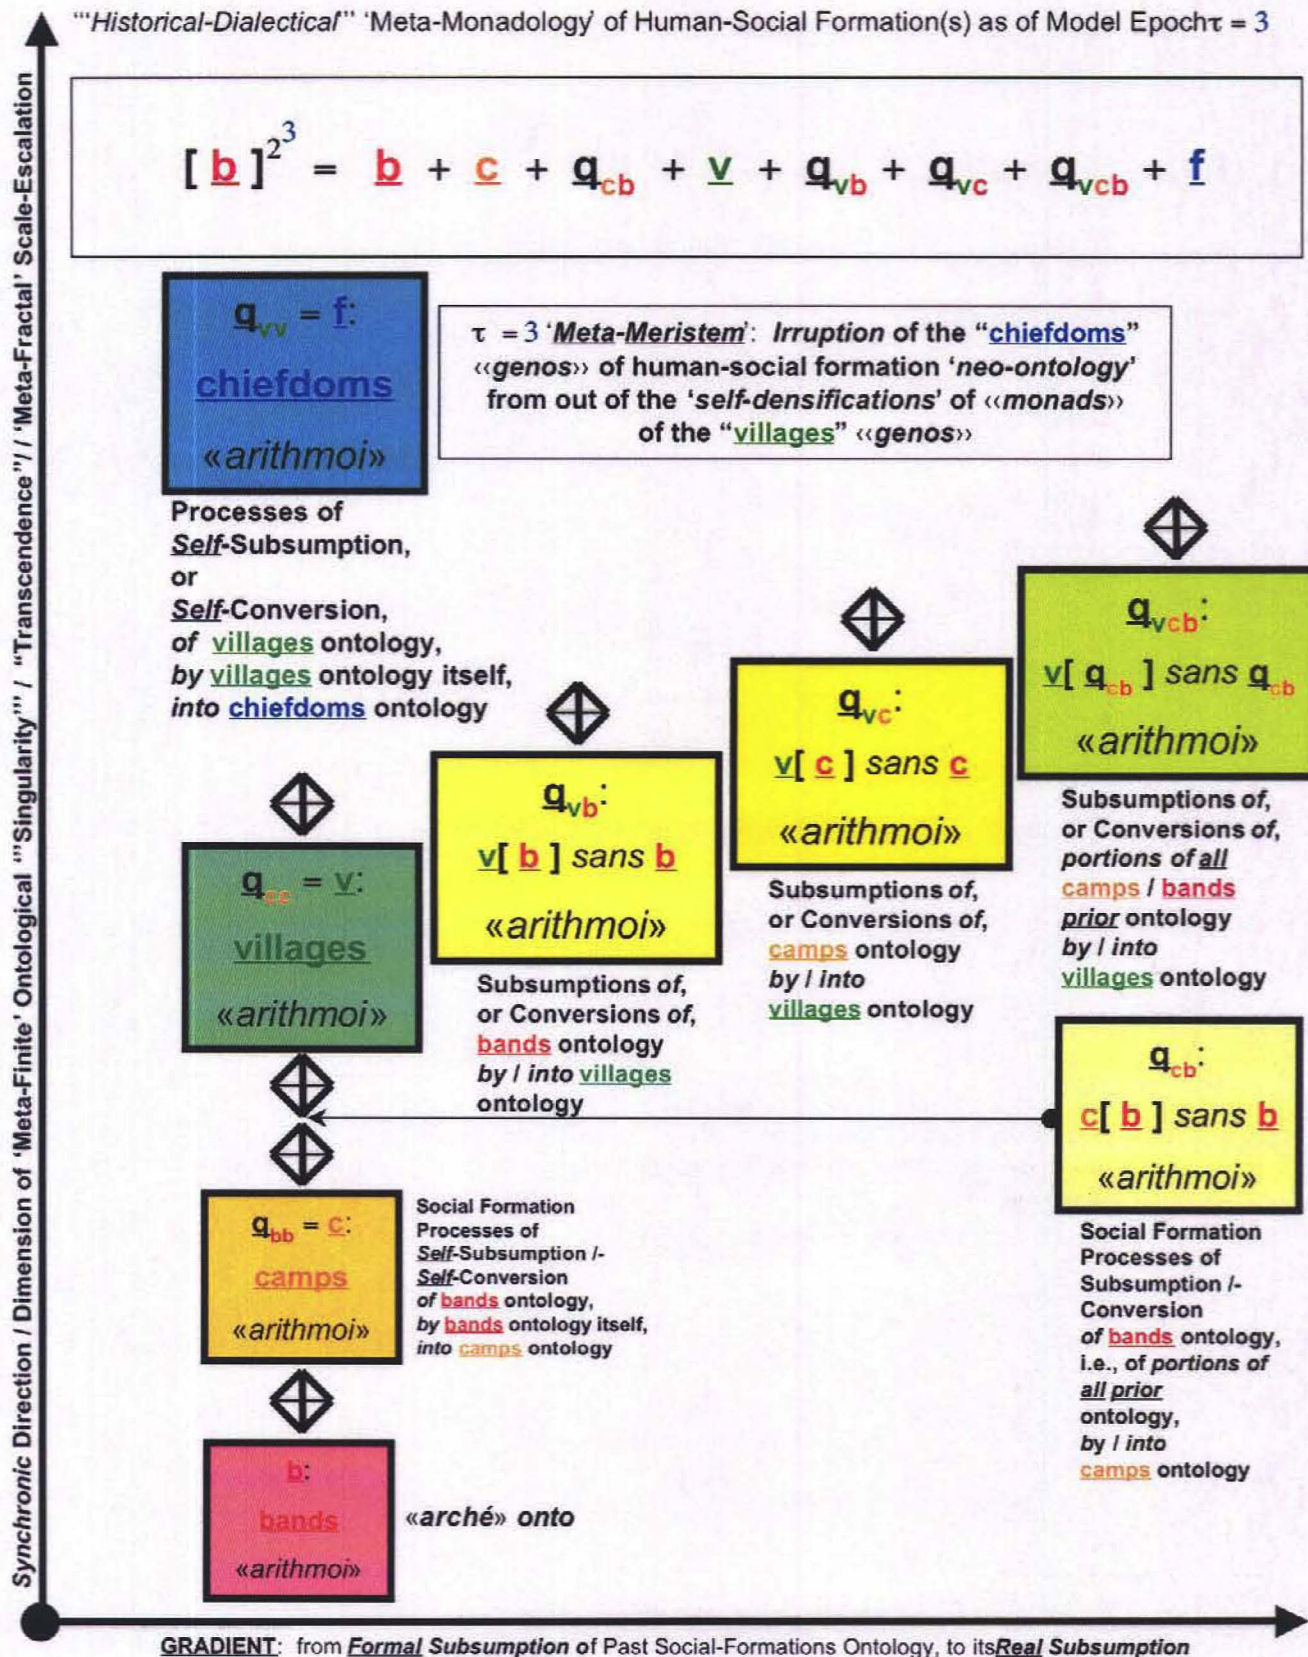 "'Historical-Dialectical'" 'Meta-Monadology' of Human-Social Formation(s) as of Model Epochτ = 3
[ b ]^2^3 = b + c + q_cb + v + q_vb + q_vc + q_vcb + f
q_vv = f:
chiefdoms
«arithmoi»
τ = 3 'Meta-Meristem': Irruption of the "chiefdoms"
‹‹genos›› of human-social formation 'neo-ontology'
from out of the 'self-densifications' of ‹‹monads››
of the "villages" ‹‹genos››
Processes of
Self-Subsumption,
or
Self-Conversion,
of villages ontology,
by villages ontology itself,
into chiefdoms ontology
q_vcb:
v[ q_cb ] sans q_cb
«arithmoi»
Subsumptions of,
or Conversions of,
portions of all
camps / bands
prior ontology
by / into
villages ontology
q_vc:
v[ c ] sans c
«arithmoi»
Subsumptions of,
or Conversions of,
camps ontology
by / into
villages ontology
q_vb:
v[ b ] sans b
«arithmoi»
Subsumptions of,
or Conversions of,
bands ontology
by / into villages
ontology
q_cc = v:
villages
«arithmoi»
q_cb:
c[ b ] sans b
«arithmoi»
Social Formation
Processes of
Subsumption /-
Conversion
of bands ontology,
i.e., of portions of
all prior
ontology,
by / into
camps ontology
q_bb = c:
camps
«arithmoi»
Social Formation
Processes of
Self-Subsumption /-
Self-Conversion
of bands ontology,
by bands ontology itself,
into camps ontology
b:
bands
«arithmoi»
«arché» onto
Synchronic Direction / Dimension of 'Meta-Finite' Ontological "'Singularity'" / "Transcendence"/ / 'Meta-Fractal' Scale-Escalation
GRADIENT: from Formal Subsumption of Past Social-Formations Ontology, to its Real Subsumption